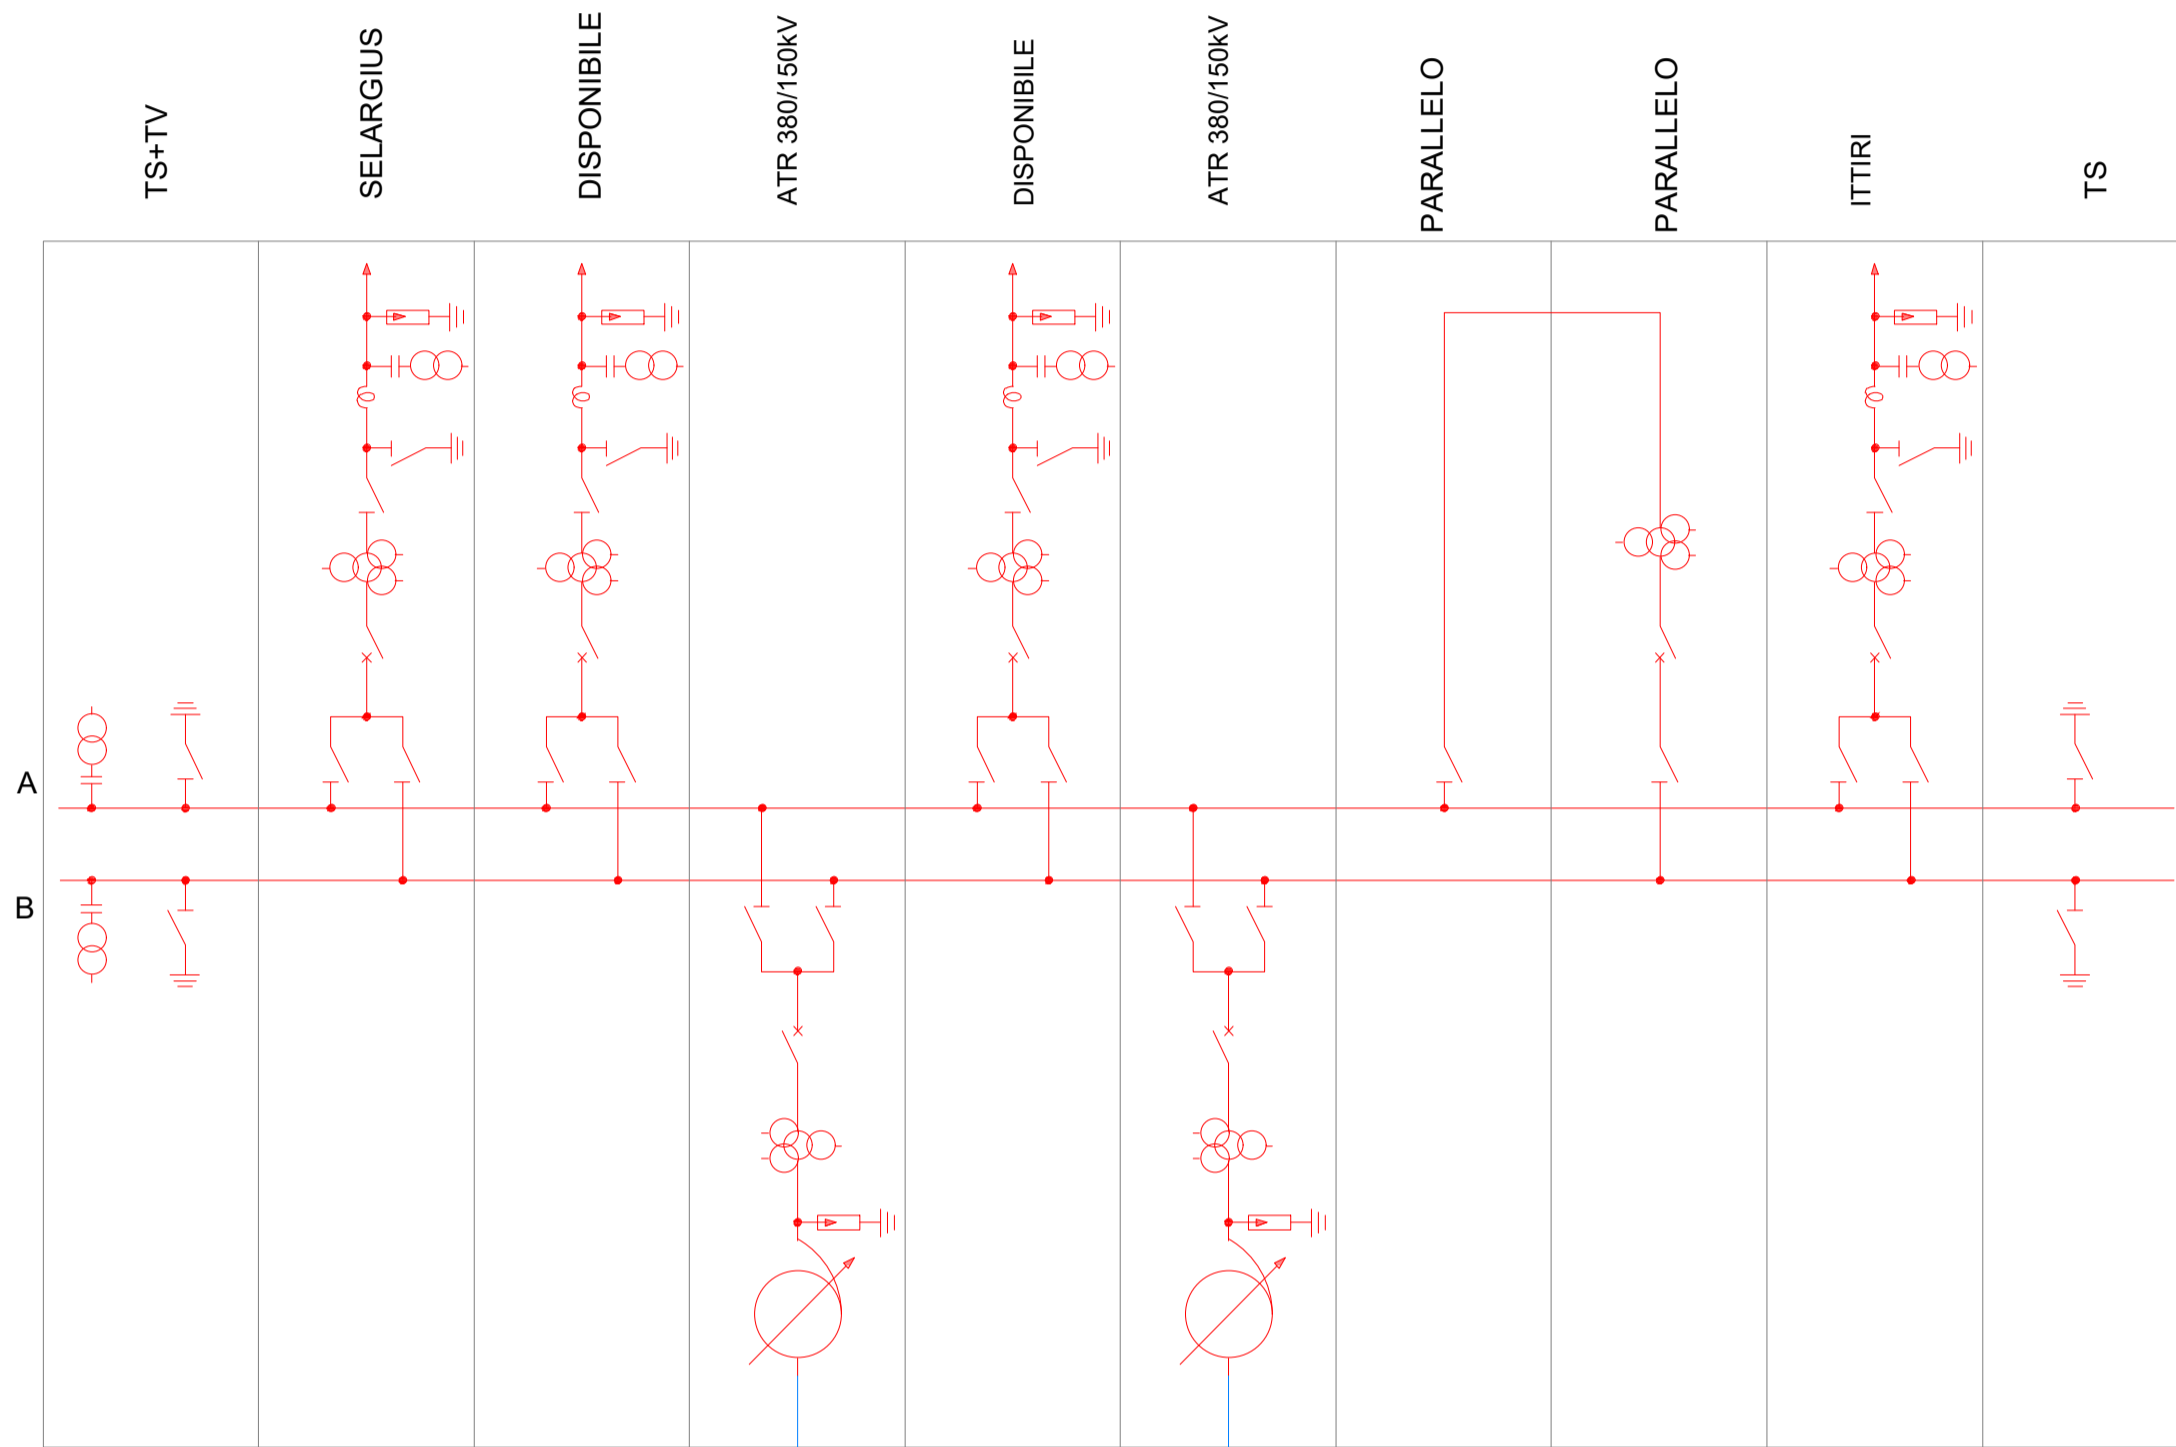 TS+TV
SELARGIUS
DISPONIBILE
ATR 380/150kV
DISPONIBILE
ATR 380/150kV
PARALLELO
PARALLELO
ITTIRI
TS
A
B